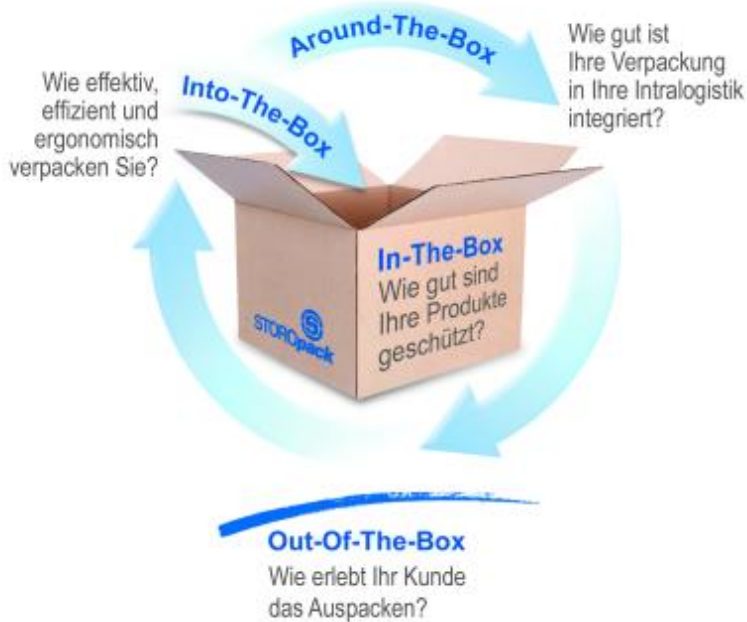 Around-The-Box
Wie gut ist
Ihre Verpackung
in Ihre Intralogistik
integriert?
Wie effektiv,
effizient und
ergonomisch
verpacken Sie?
Into-The-Box
In-The-Box
Wie gut sind
Ihre Produkte
geschützt?
STOROpack
Out-Of-The-Box
Wie erlebt Ihr Kunde
das Auspacken?